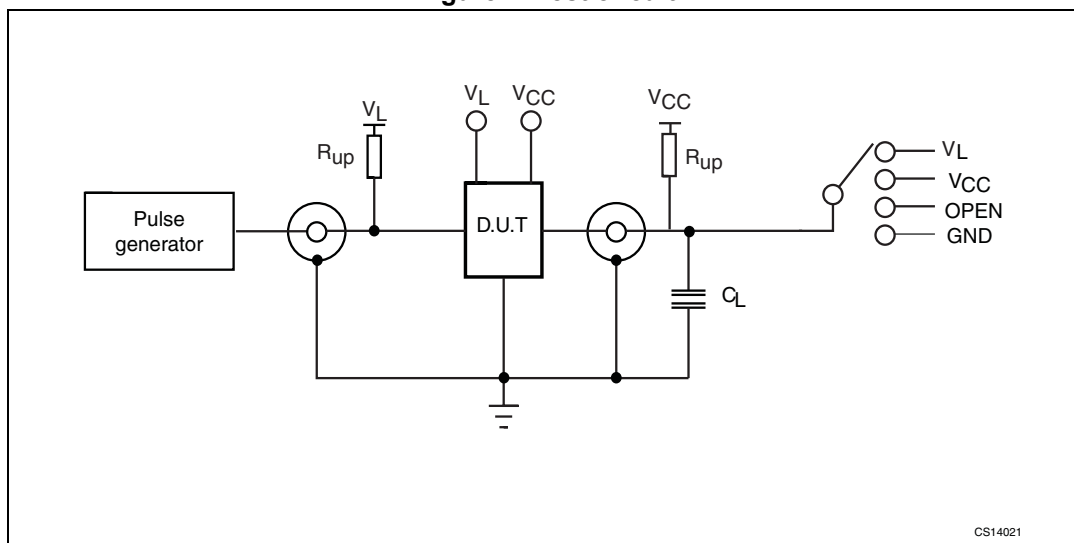 V_L
V_L
V_CC
V_CC
R_up
R_up
Pulse
generator
D.U.T
C_L
V_L
V_CC
OPEN
GND
CS14021